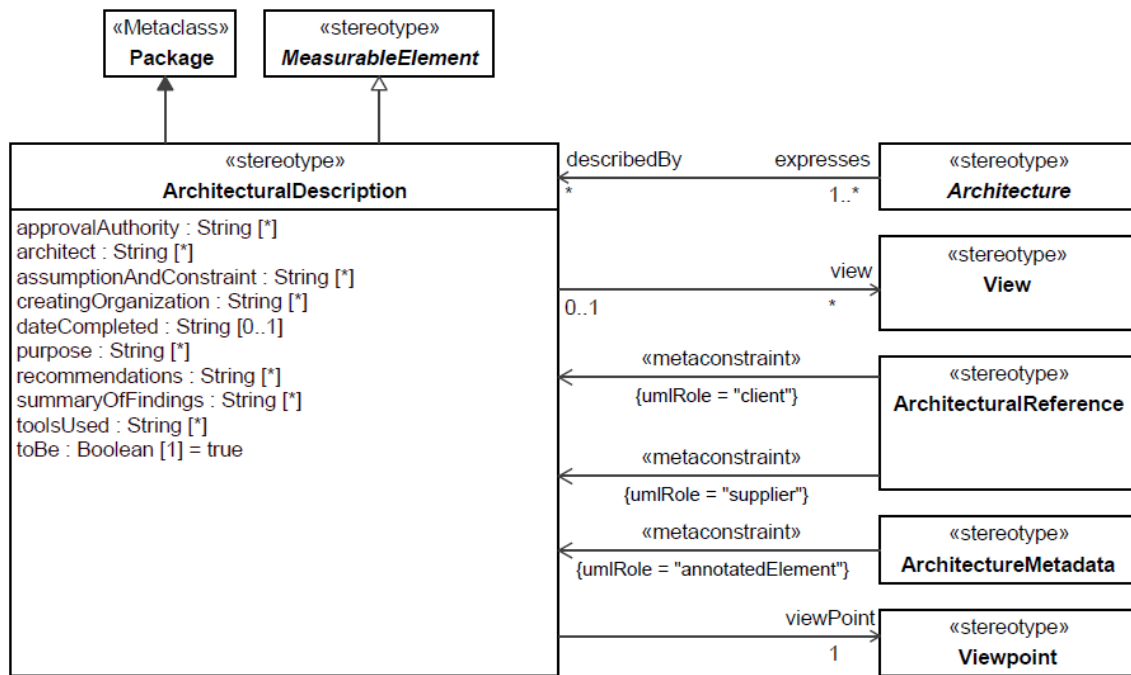 «Metaclass»
Package
«stereotype»
MeasurableElement
«stereotype»
ArchitecturalDescription
approvalAuthority : String [*]
architect : String [*]
assumptionAndConstraint : String [*]
creatingOrganization : String [*]
dateCompleted : String [0..1]
purpose : String [*]
recommendations : String [*]
summaryOfFindings : String [*]
toolsUsed : String [*]
toBe : Boolean [1] = true
describedBy expresses
* 1..*
«stereotype»
Architecture
view
0..1 *
«stereotype»
View
«metaconstraint»
{umlRole = "client"}
«metaconstraint»
{umlRole = "supplier"}
«stereotype»
ArchitecturalReference
«metaconstraint»
{umlRole = "annotatedElement"}
«stereotype»
ArchitectureMetadata
viewPoint
1
«stereotype»
Viewpoint